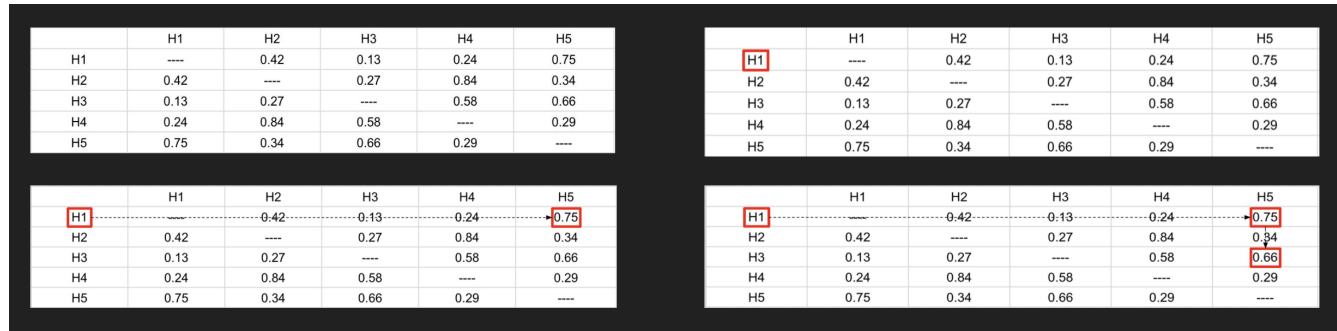 H1 H2 H3 H4 H5
H1 ---- 0.42 0.13 0.24 0.75
H2 0.42 ---- 0.27 0.84 0.34
H3 0.13 0.27 ---- 0.58 0.66
H4 0.24 0.84 0.58 ---- 0.29
H5 0.75 0.34 0.66 0.29 ----
H1 H2 H3 H4 H5
H1 ---- 0.42 0.13 0.24 0.75
H2 0.42 ---- 0.27 0.84 0.34
H3 0.13 0.27 ---- 0.58 0.66
H4 0.24 0.84 0.58 ---- 0.29
H5 0.75 0.34 0.66 0.29 ----
H1 H2 H3 H4 H5
H1 ---- 0.42 0.13 0.24 0.75
H2 0.42 ---- 0.27 0.84 0.34
H3 0.13 0.27 ---- 0.58 0.66
H4 0.24 0.84 0.58 ---- 0.29
H5 0.75 0.34 0.66 0.29 ----
H1 H2 H3 H4 H5
H1 ---- 0.42 0.13 0.24 0.75
H2 0.42 ---- 0.27 0.84 0.34
H3 0.13 0.27 ---- 0.58 0.66
H4 0.24 0.84 0.58 ---- 0.29
H5 0.75 0.34 0.66 0.29 ----